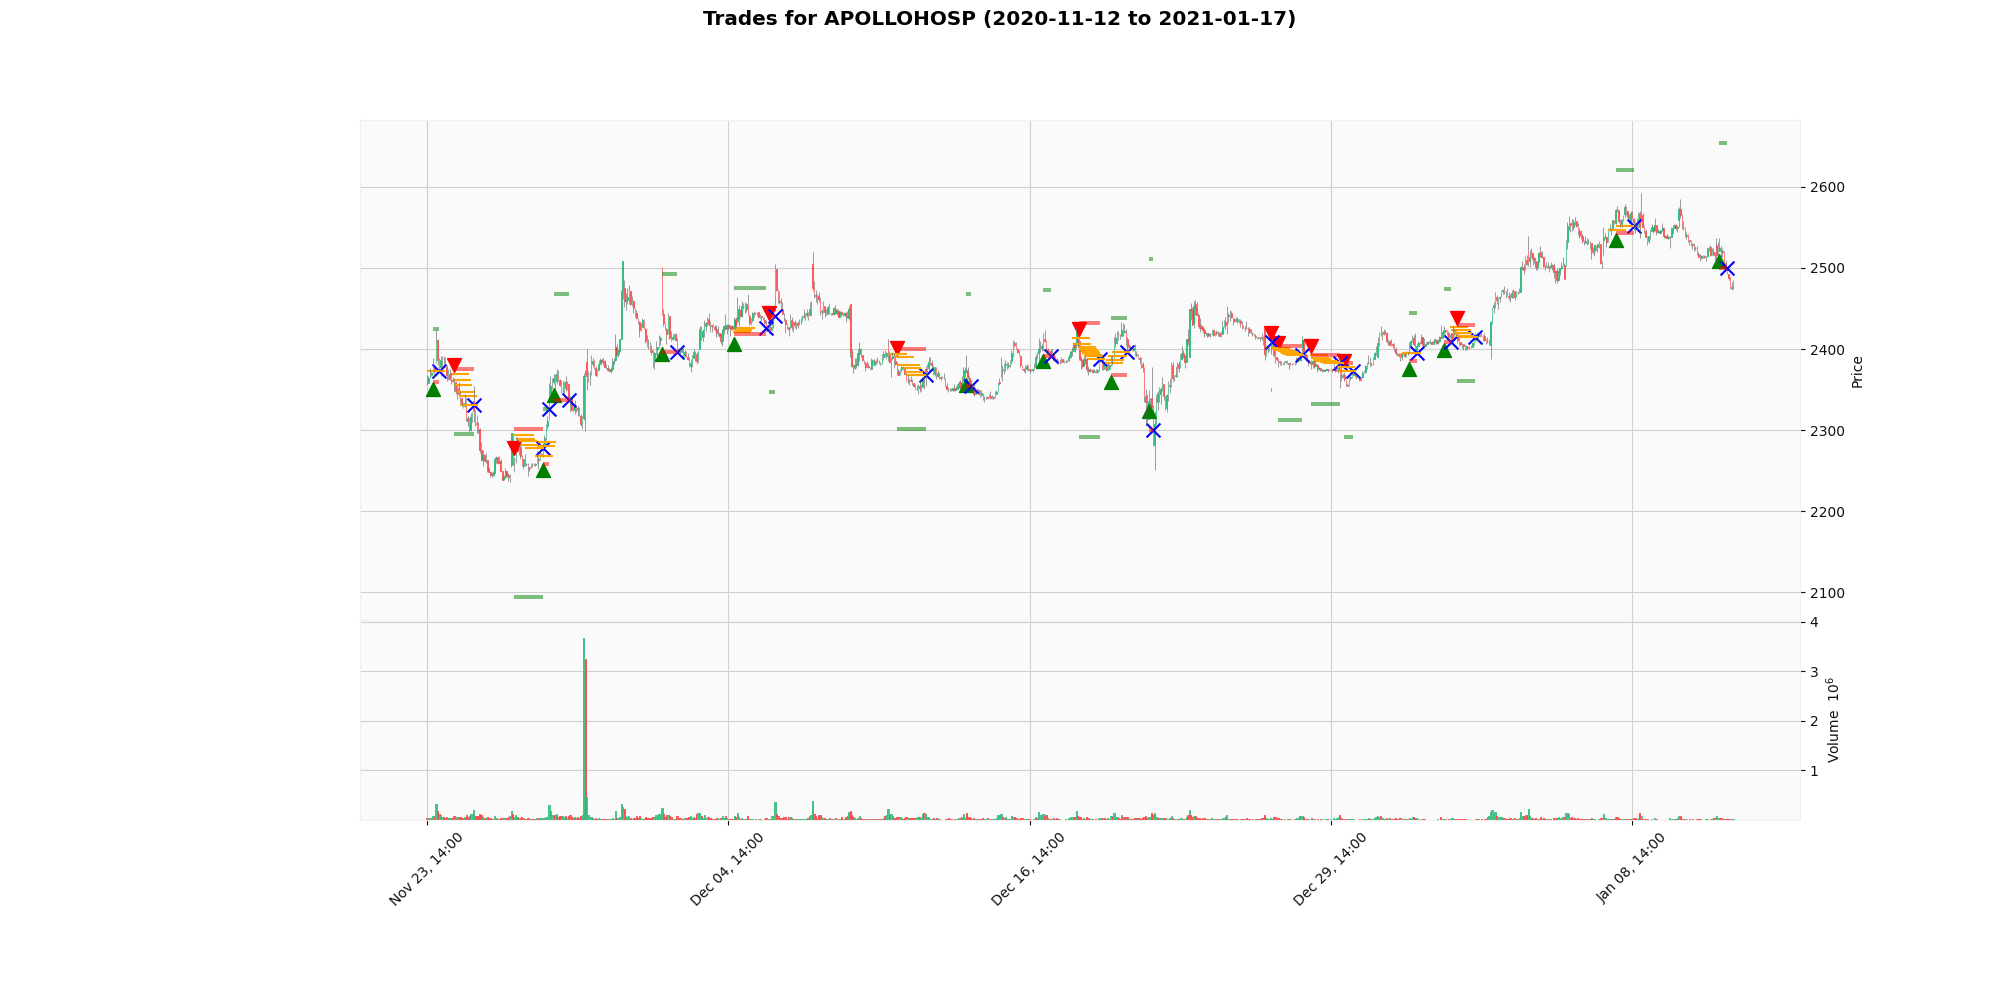 Trades for APOLLOHOSP (2020-11-12 to 2021-01-17)
2600
2500
2400
2300
2200
2100
Price
4
3
2
1
Volume 10^6
Nov 23, 14:00
Dec 04, 14:00
Dec 16, 14:00
Dec 29, 14:00
Jan 08, 14:00